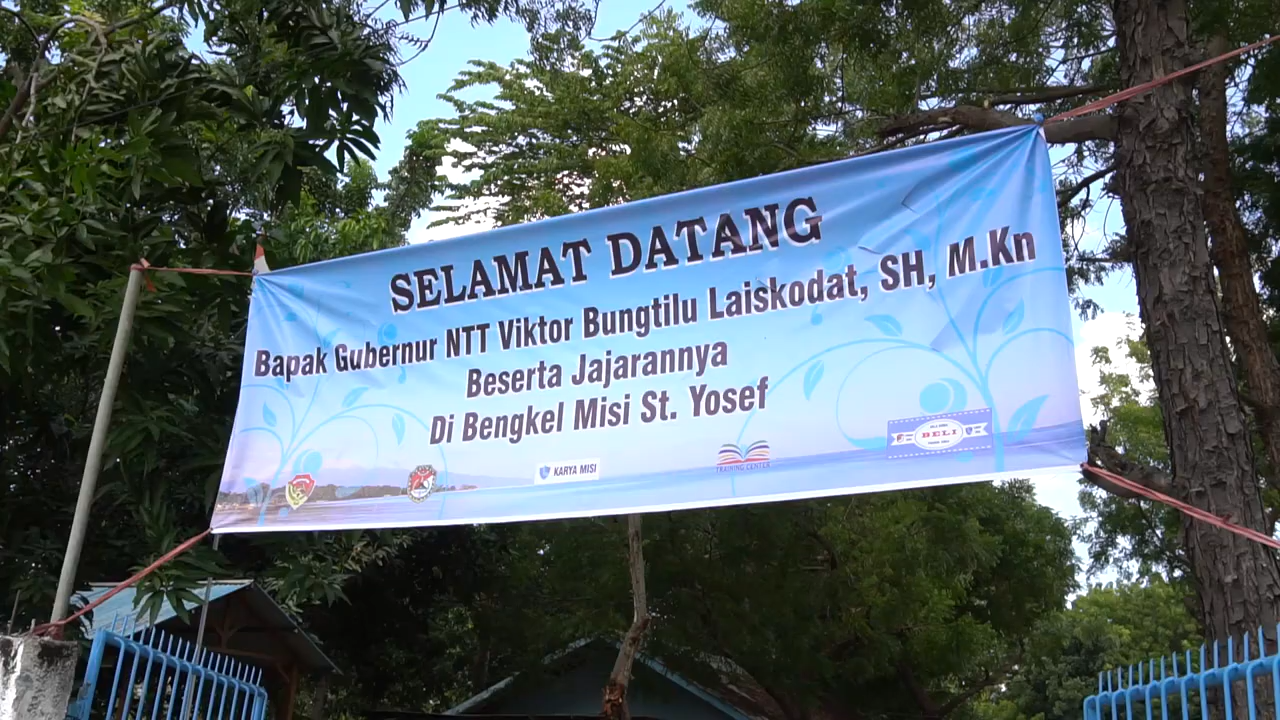 SELAMAT DATANG
Bapak Gubernur NTT Viktor Bungtilu Laiskodat, SH, M.Kn
Beserta Jajarannya
Di Bengkel Misi St. Yosef
KARYA MISI
TRAINING CENTER
BELI